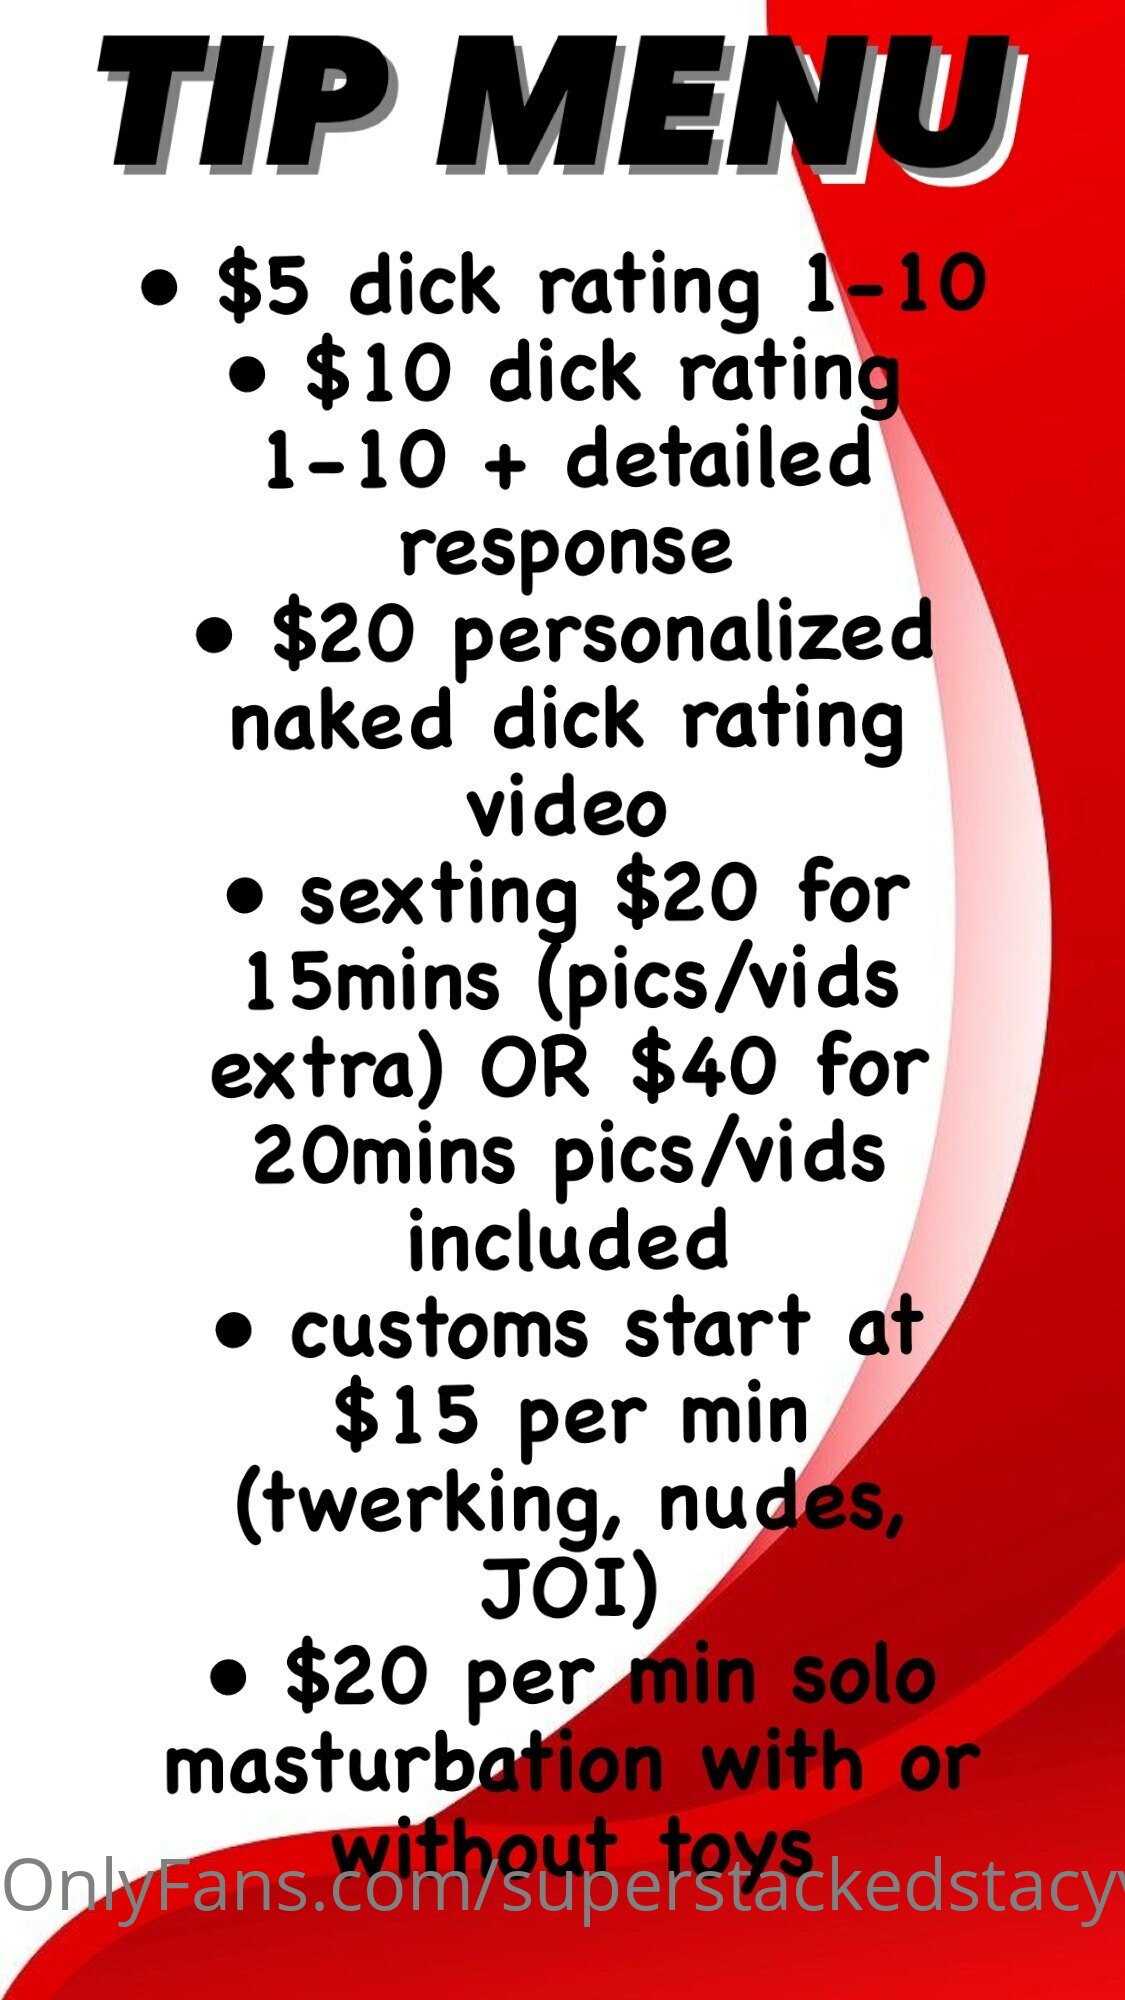 TIP MENU
• $5 dick rating 1-10
• $10 dick rating
1-10 + detailed
response
• $20 personalized
naked dick rating
video
• sexting $20 for
15mins (pics/vids
extra) OR $40 for
20mins pics/vids
included
• customs start at
$15 per min
(twerking, nudes,
JOI)
• $20 per min solo
masturbation with or
without toys
OnlyFans.com/superstackedstacyv